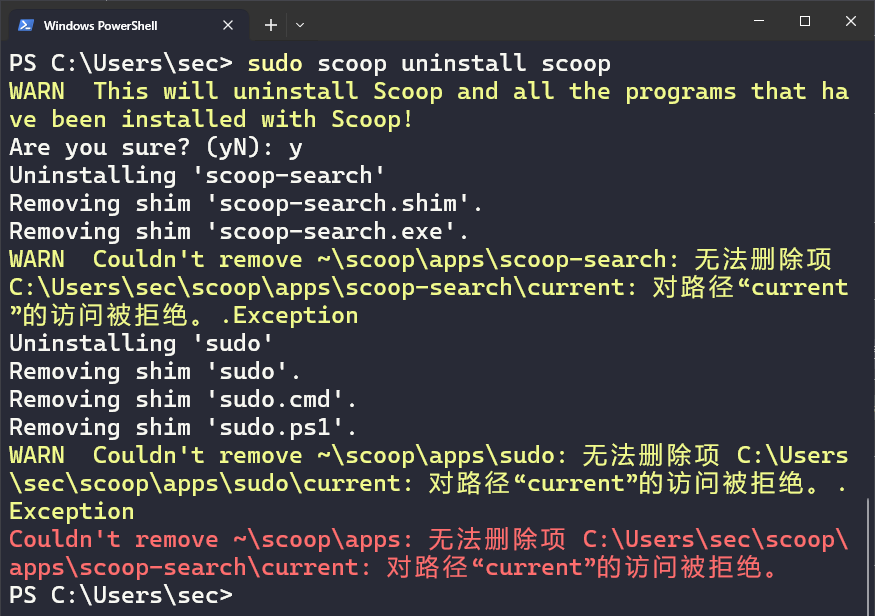 Windows PowerShell
PS C:\Users\sec> sudo scoop uninstall scoop
WARN  This will uninstall Scoop and all the programs that ha
ve been installed with Scoop!
Are you sure? (yN): y
Uninstalling 'scoop-search'
Removing shim 'scoop-search.shim'.
Removing shim 'scoop-search.exe'.
WARN  Couldn't remove ~\scoop\apps\scoop-search: 无法删除项
C:\Users\sec\scoop\apps\scoop-search\current: 对路径“current
”的访问被拒绝。.Exception
Uninstalling 'sudo'
Removing shim 'sudo'.
Removing shim 'sudo.cmd'.
Removing shim 'sudo.ps1'.
WARN  Couldn't remove ~\scoop\apps\sudo: 无法删除项 C:\Users
\sec\scoop\apps\sudo\current: 对路径“current”的访问被拒绝。.
Exception
Couldn't remove ~\scoop\apps: 无法删除项 C:\Users\sec\scoop\
apps\scoop-search\current: 对路径“current”的访问被拒绝。
PS C:\Users\sec>